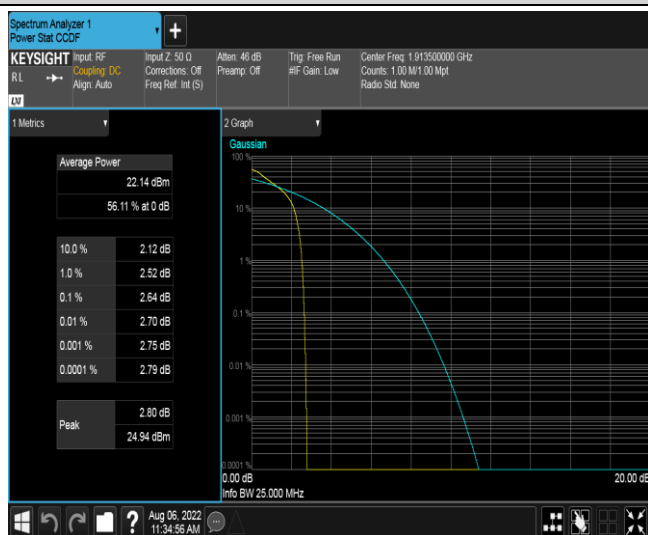 Spectrum Analyzer 1
Power Stat CCDF
KEYSIGHT
RL
LXI
Input: RF
Coupling: DC
Align: Auto
Input Z: 50 Ω
Corrections: Off
Freq Ref: Int (S)
Atten: 46 dB
Preamp: Off
Trig: Free Run
#IF Gain: Low
Center Freq: 1.913500000 GHz
Counts: 1.00 M/1.00 Mpt
Radio Std: None
1 Metrics
Average Power
22.14 dBm
56.11 % at 0 dB
10.0 % 2.12 dB
1.0 % 2.52 dB
0.1 % 2.64 dB
0.01 % 2.70 dB
0.001 % 2.75 dB
0.0001 % 2.79 dB
Peak
2.80 dB
24.94 dBm
2 Graph
Gaussian
100 %
10 %
1 %
0.1 %
0.01 %
0.001 %
0.0001 %
0.00 dB
20.00 dB
Info BW 25.000 MHz
?
Aug 06, 2022
11:34:56 AM